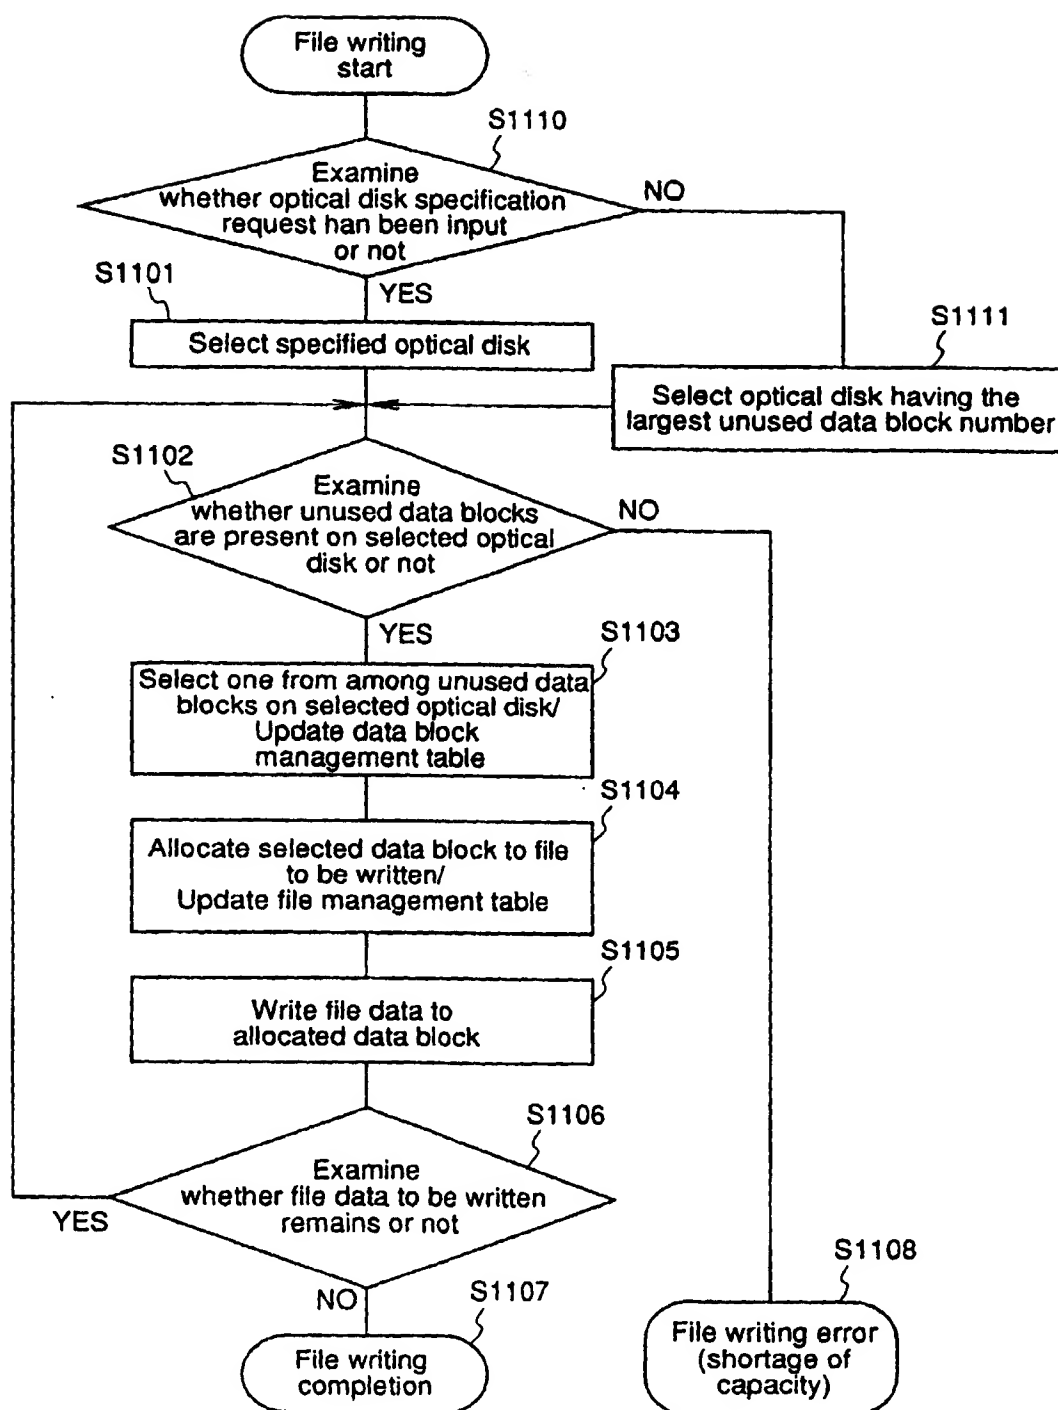 File writing
start
S1110
Examine
whether optical disk specification
request han been input
or not
NO
S1101
YES
Select specified optical disk
S1111
Select optical disk having the
largest unused data block number
S1102
Examine
whether unused data blocks
are present on selected optical
disk or not
NO
YES
S1103
Select one from among unused data
blocks on selected optical disk/
Update data block
management table
S1104
Allocate selected data block to file
to be written/
Update file management table
S1105
Write file data to
allocated data block
S1106
Examine
whether file data to be written
remains or not
YES
NO
S1107
File writing
completion
S1108
File writing error
(shortage of
capacity)